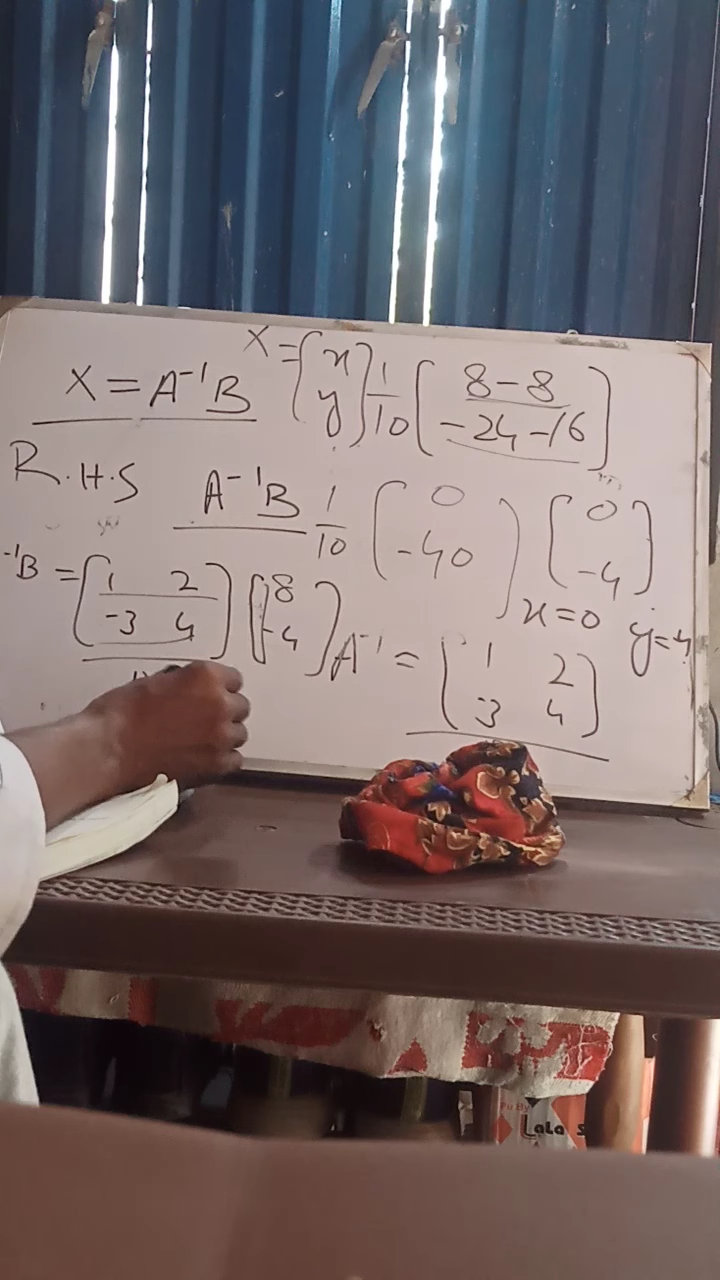 X = (x y) 1/10 (8-8 -24-16)
X = A⁻¹B
R.H.S A⁻¹B 1/10 (0 -40) (0 -4)
x=0 y=4
⁻¹B = (1 2 -3 4) (8 -4)
A⁻¹ = (1 2 -3 4)
LaLa